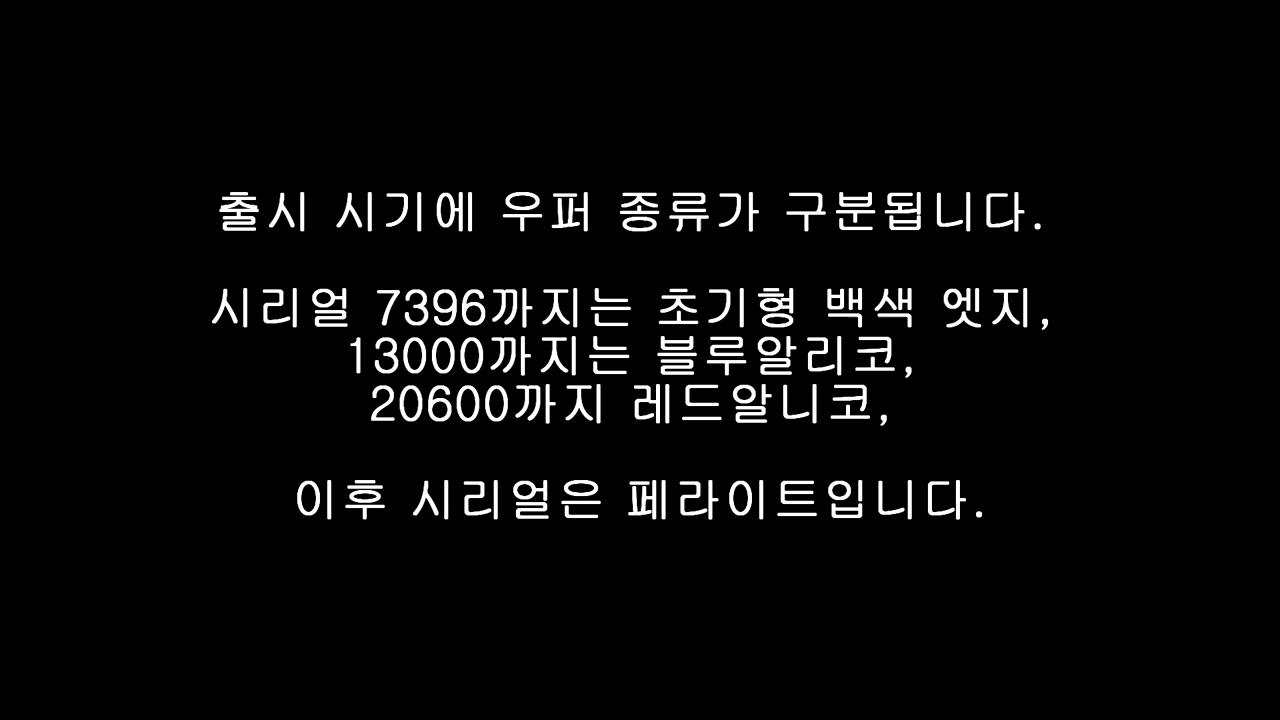 출시 시기에 우퍼 종류가 구분됩니다.
시리얼 7396까지는 초기형 백색 엣지,
13000까지는 블루알리코,
20600까지 레드알니코,
이후 시리얼은 페라이트입니다.